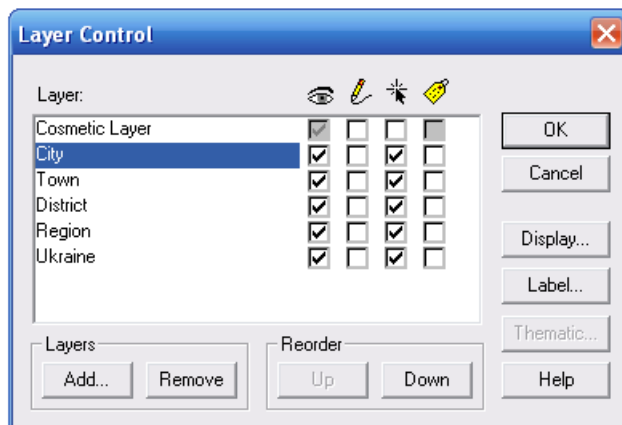 Layer Control
Layer:
Cosmetic Layer
City
Town
District
Region
Ukraine
OK
Cancel
Display...
Label...
Thematic...
Help
Layers
Add...
Remove
Reorder
Up
Down